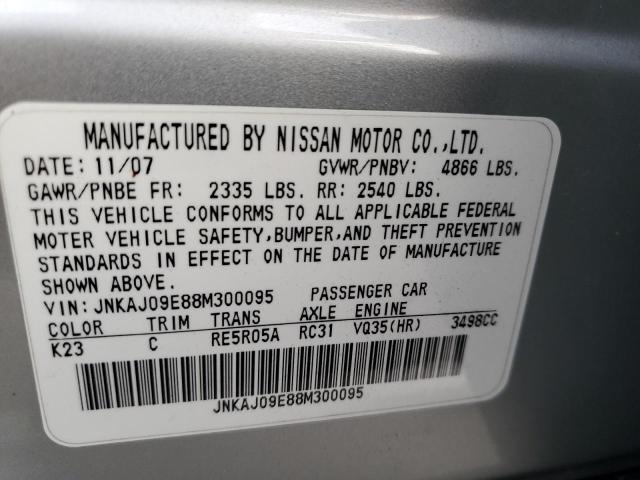 MANUFACTURED BY NISSAN MOTOR CO.,LTD.
DATE: 11/07 GVWR/PNBV: 4866 LBS.
GAWR/PNBE FR: 2335 LBS. RR: 2540 LBS.
THIS VEHICLE CONFORMS TO ALL APPLICABLE FEDERAL
MOTER VEHICLE SAFETY,BUMPER,AND THEFT PREVENTION
STANDARDS IN EFFECT ON THE DATE OF MANUFACTURE
SHOWN ABOVE.
VIN: JNKAJ09E88M300095 PASSENGER CAR
COLOR TRIM TRANS AXLE ENGINE
K23 C RE5R05A RC31 VQ35(HR) 3498CC
JNKAJ09E88M300095